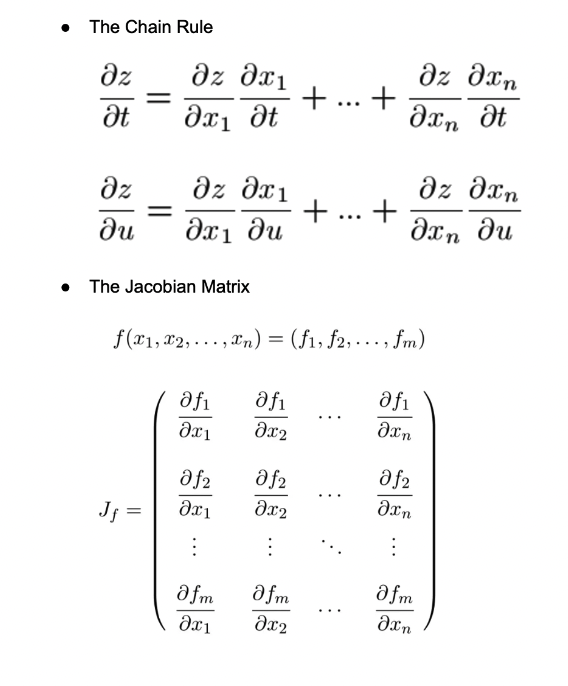 ● The Chain Rule
∂z/∂t = ∂z/∂x₁ ∂x₁/∂t + ... + ∂z/∂xₙ ∂xₙ/∂t
∂z/∂u = ∂z/∂x₁ ∂x₁/∂u + ... + ∂z/∂xₙ ∂xₙ/∂u
● The Jacobian Matrix
f(x₁, x₂, . . . , xₙ) = (f₁, f₂, . . . , fₘ)
J_f = ( ∂f₁/∂x₁ ∂f₁/∂x₂ ⋯ ∂f₁/∂xₙ
∂f₂/∂x₁ ∂f₂/∂x₂ ⋯ ∂f₂/∂xₙ
⋮ ⋮ ⋱ ⋮
∂fₘ/∂x₁ ∂fₘ/∂x₂ ⋯ ∂fₘ/∂xₙ )